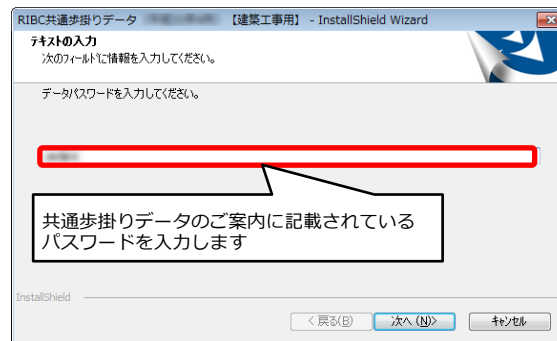 RIBC共通歩掛りデータ 【建築工事用】 - InstallShield Wizard
テキストの入力
次のフィールドに情報を入力してください。
データパスワードを入力してください。
共通歩掛りデータのご案内に記載されている
パスワードを入力します
InstallShield
< 戻る(B) 次へ (N)> キャンセル